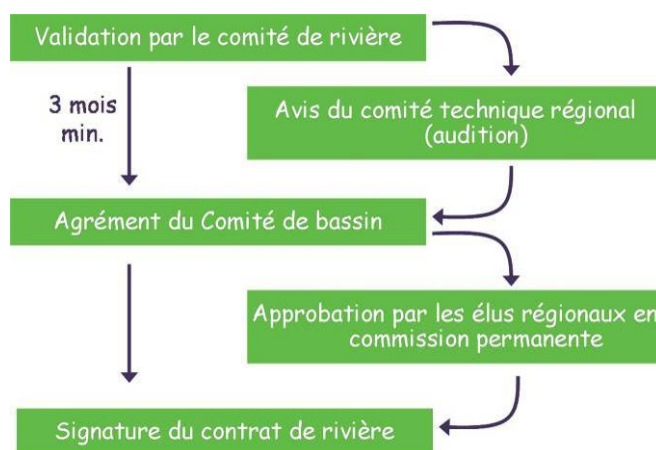 Validation par le comité de rivière
3 mois
min.
Avis du comité technique régional
(audition)
Agrément du Comité de bassin
Approbation par les élus régionaux en
commission permanente
Signature du contrat de rivière